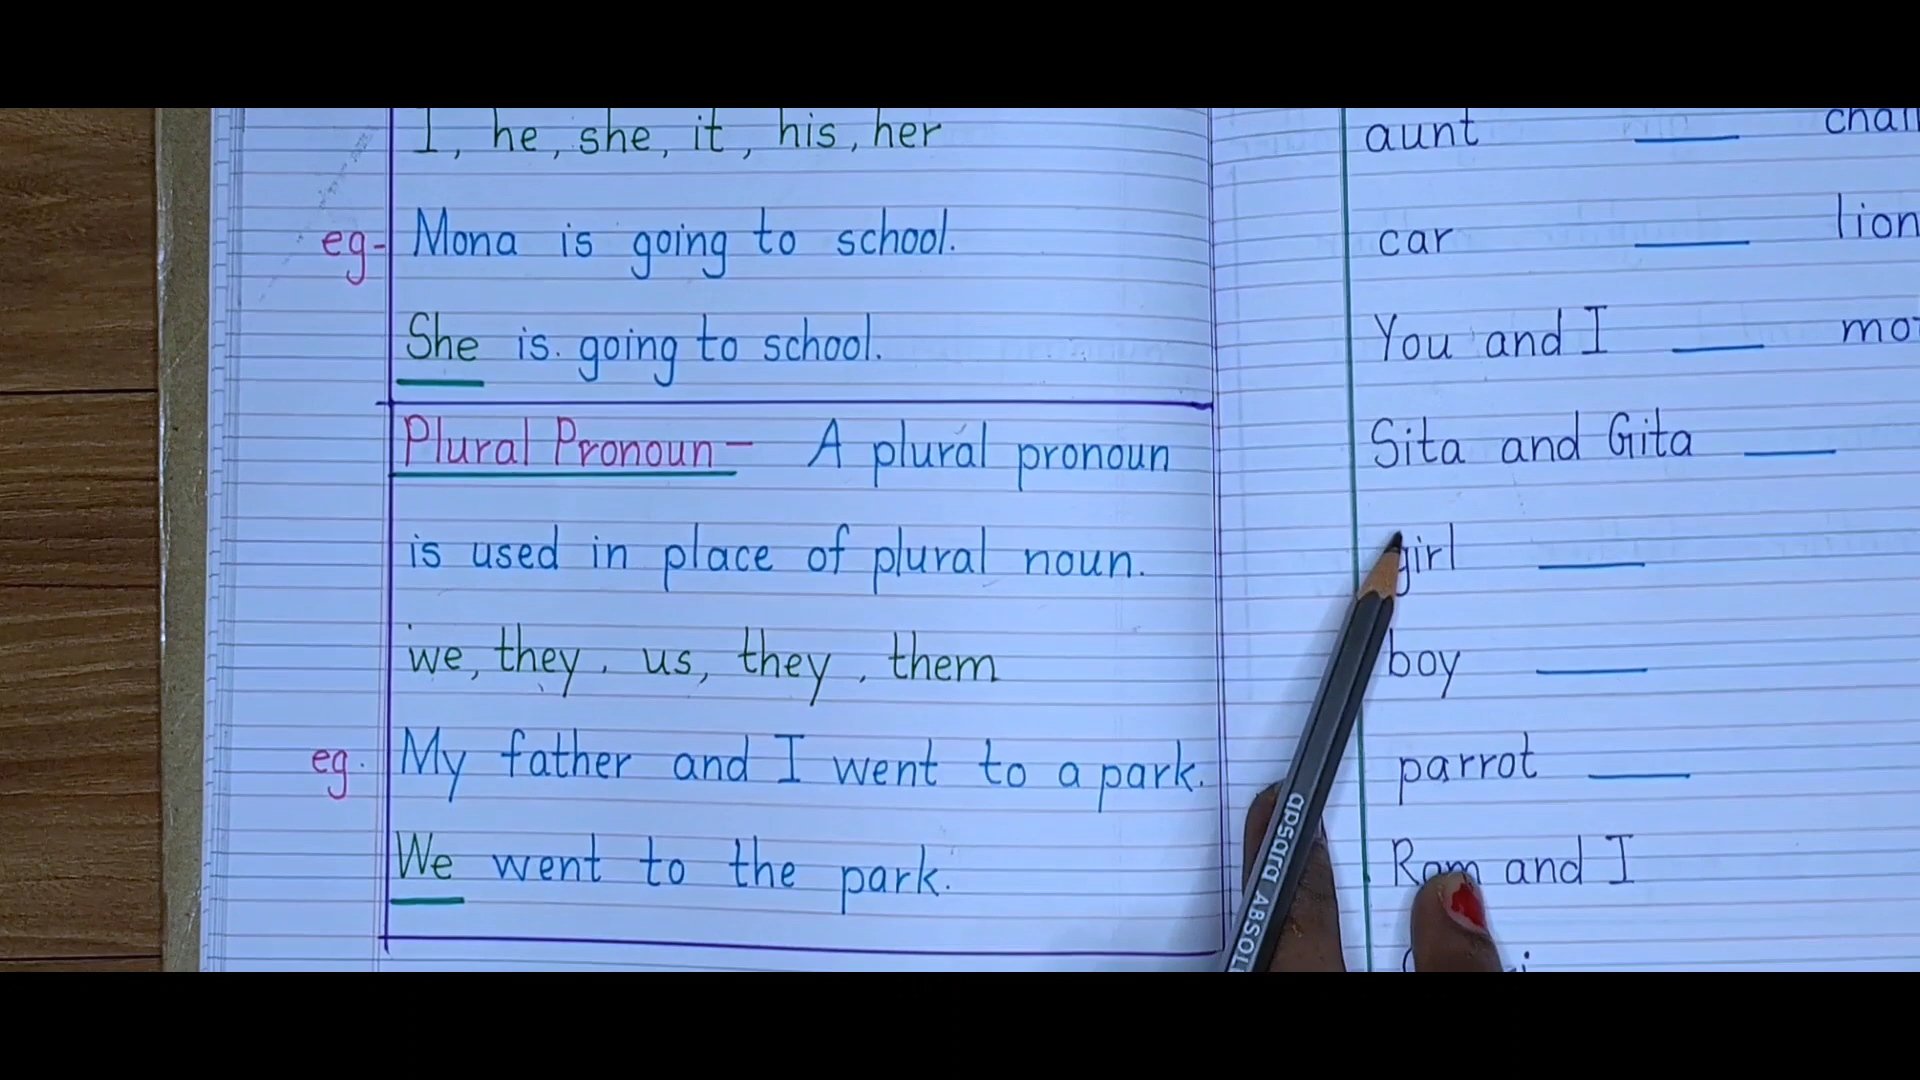 I, he, she, it, his, her
eg- Mona is going to school.
She is going to school.
Plural Pronoun - A plural pronoun
is used in place of plural noun.
we, they, us, they, them
eg. My father and I went to a park.
We went to the park.
aunt
car lion
You and I
Sita and Gita
girl
boy
parrot
Ram and I
apsara ABSOL